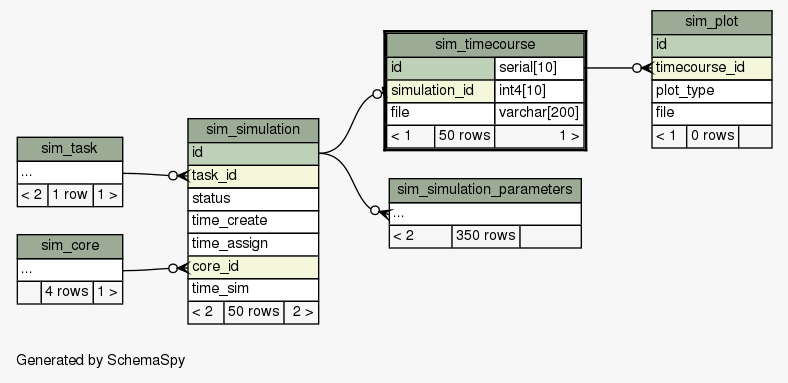 sim_plot
id
timecourse_id
plot_type
file
< 1 0 rows
sim_timecourse
id serial[10]
simulation_id int4[10]
file varchar[200]
< 1 50 rows 1 >
sim_simulation
id
task_id
status
time_create
time_assign
core_id
time_sim
< 2 50 rows 2 >
sim_task
...
< 2 1 row 1 >
sim_simulation_parameters
...
< 2 350 rows
sim_core
...
4 rows 1 >
Generated by SchemaSpy